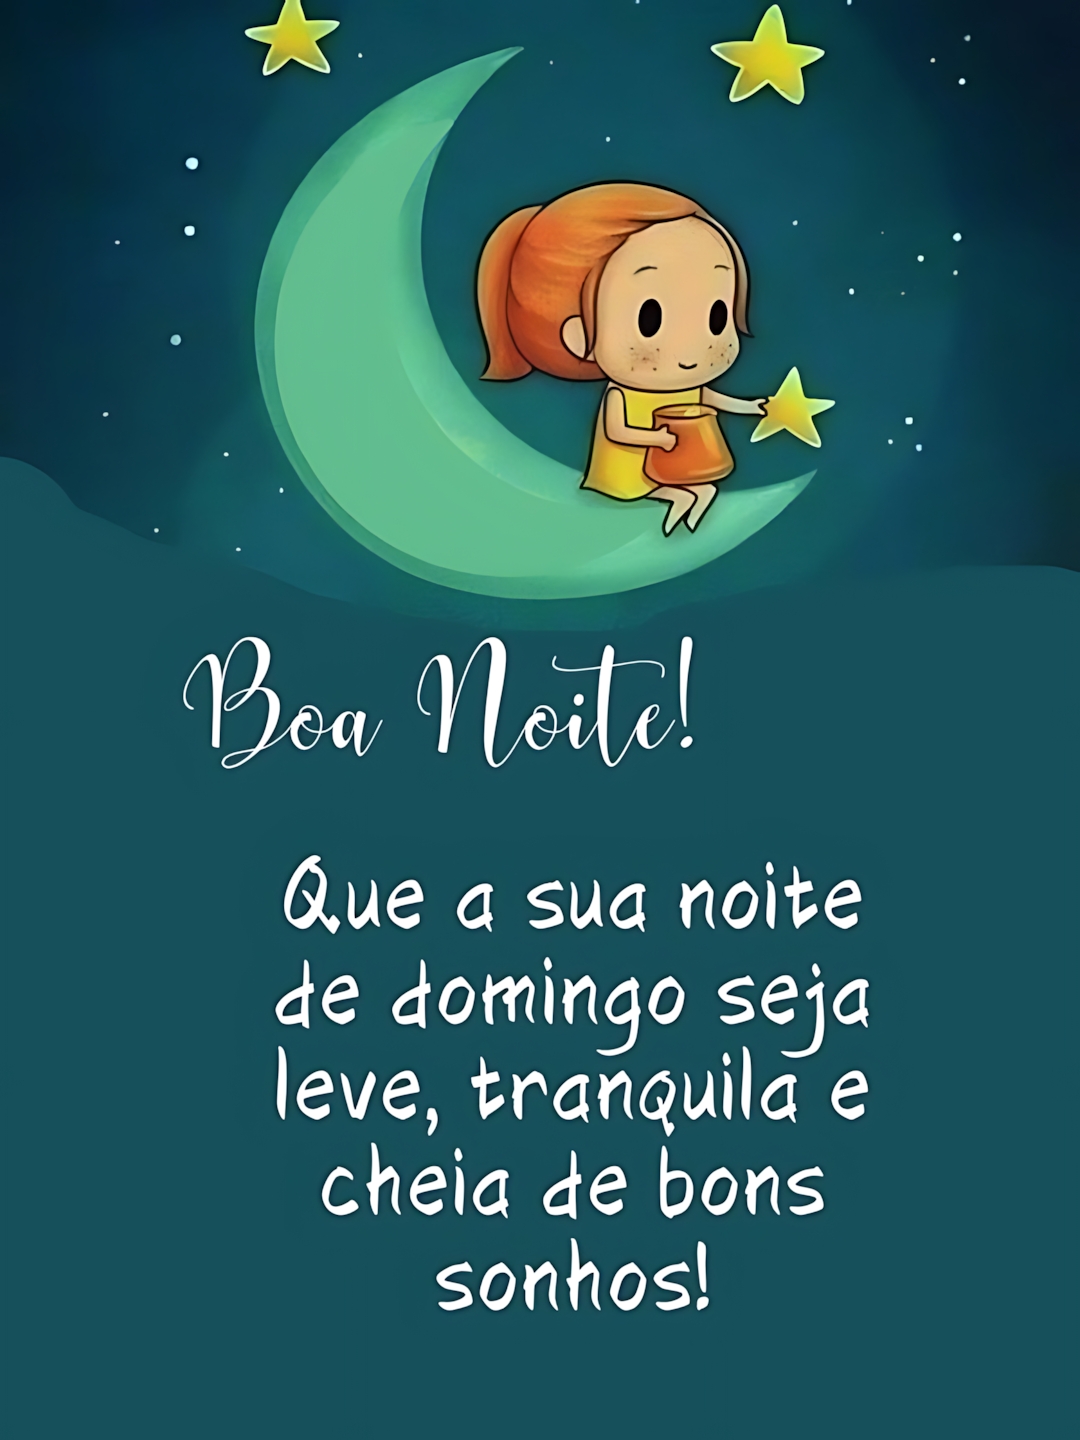 Boa Noite!
Que a sua noite
de domingo seja
leve, tranquila e
cheia de bons
sonhos!